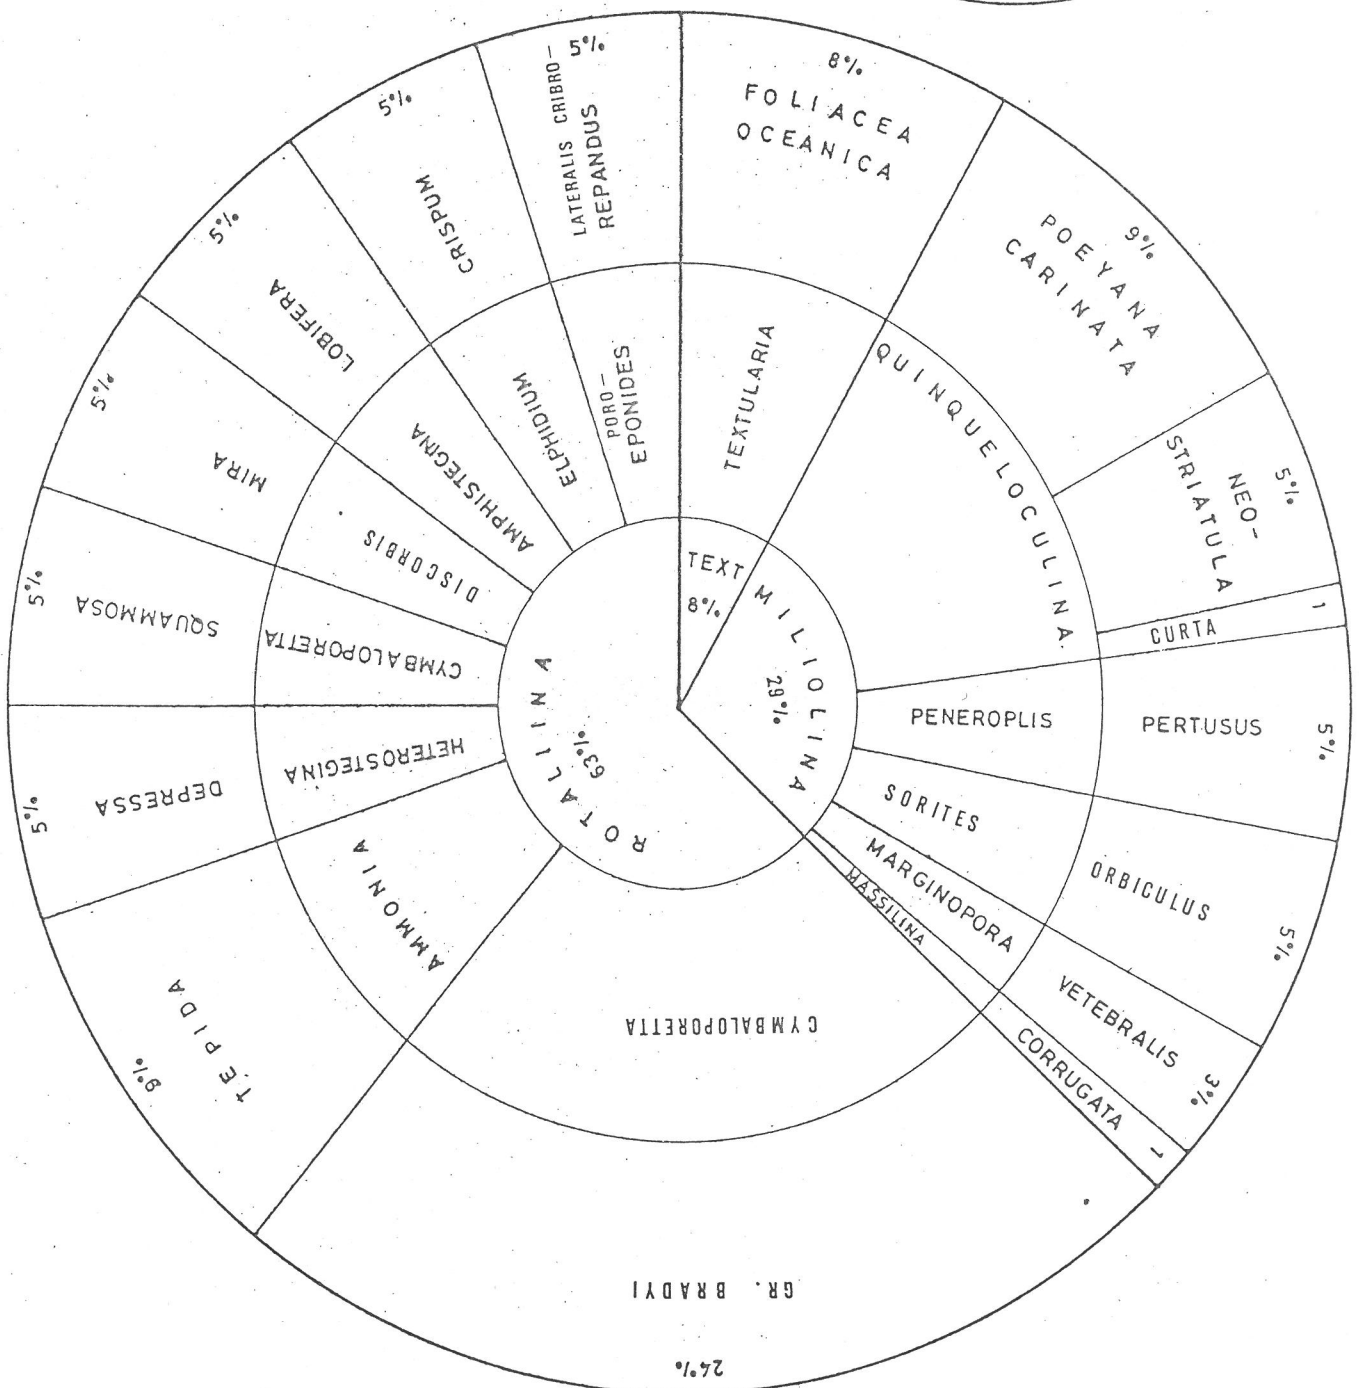 TEXT
8%
MILIOLINA
29%
ROTALIINA
63%
TEXTULARIA
FOLIACEA
OCEANICA
8%
QUINQUELOCULINA
POEYANA
CARINATA
9%
NEO-
STRIATULA
5%
CURTA
1
PENEROPLIS
PERTUSUS
5%
SORITES
ORBICULUS
5%
MARGINOPORA
VETEBRALIS
3%
MASSILINA
CORRUGATA
1
CYMBALOPORETTA
GR. BRADYI
24%
AMMONIA
TEPIDA
9%
HETEROSTEGINA
DEPRESSA
5%
CYMBALOPORETTA
SQUAMMOSA
5%
DISCORBIS
MIRA
5%
AMPHISTEGINA
LOBIFERA
5%
ELPHIDIUM
CRISPUM
5%
PORO-
EPONIDES
LATERALIS CRIBRO-
REPANDUS
5%